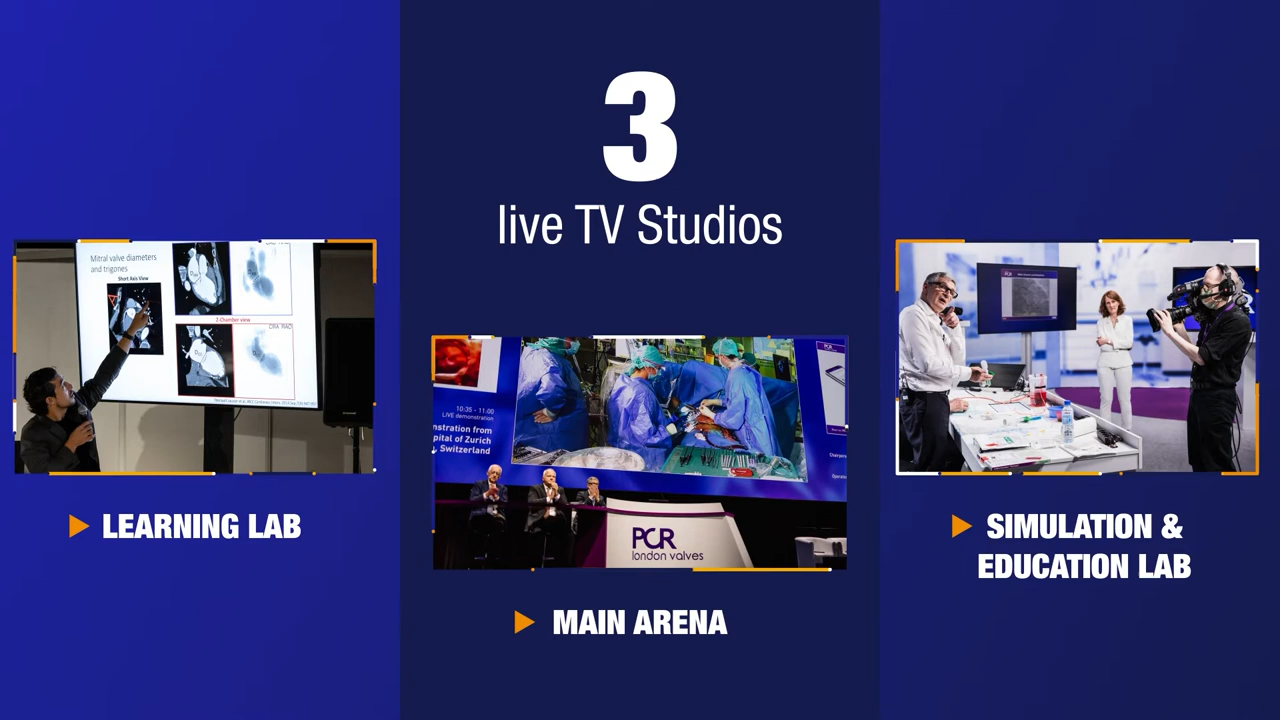 3
live TV Studios
Mitral valve diameters
and trigones
Short Axis View
2-Chamber view
LEARNING LAB
10:35 - 11:00
LIVE demonstration
nstration from
pital of Zurich
, Switzerland
PCR
london valves
MAIN ARENA
SIMULATION &
EDUCATION LAB